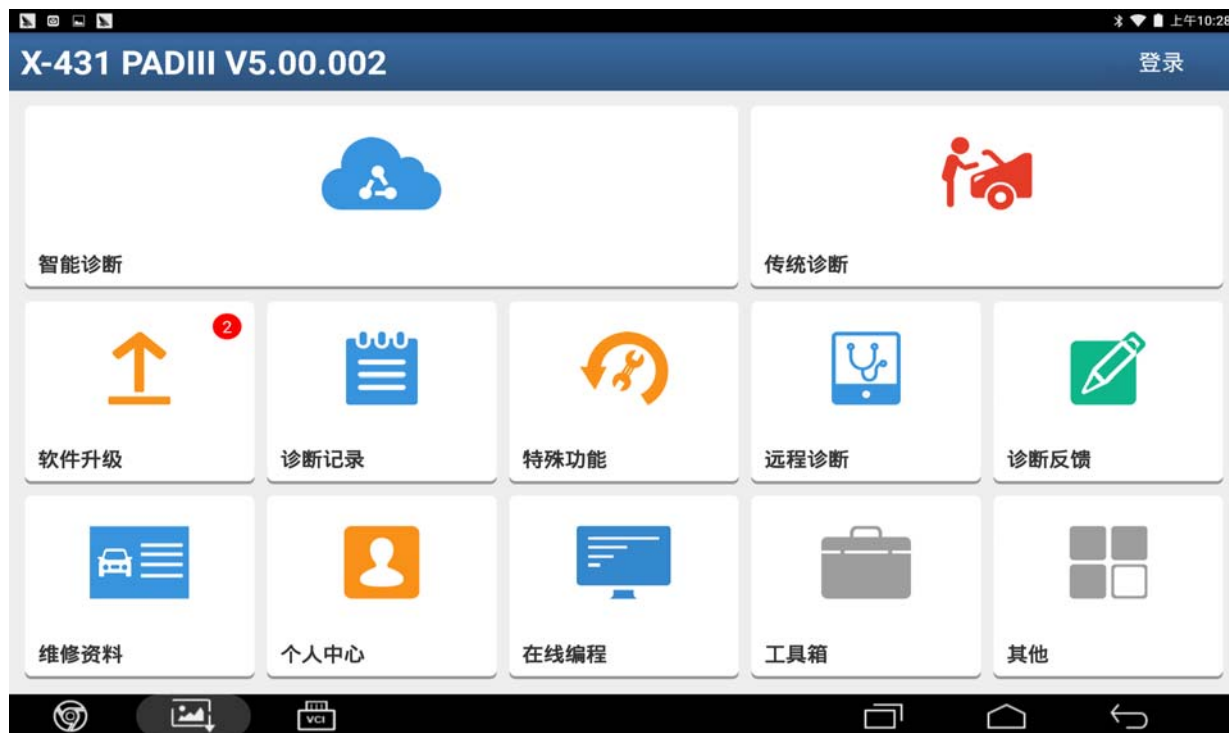 上午10:28
X-431 PADIII V5.00.002
登录
智能诊断
传统诊断
2
软件升级
诊断记录
特殊功能
远程诊断
诊断反馈
维修资料
个人中心
在线编程
工具箱
其他
VCI